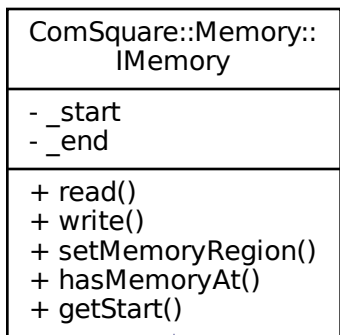 ComSquare::Memory::
IMemory
- _start
- _end
+ read()
+ write()
+ setMemoryRegion()
+ hasMemoryAt()
+ getStart()